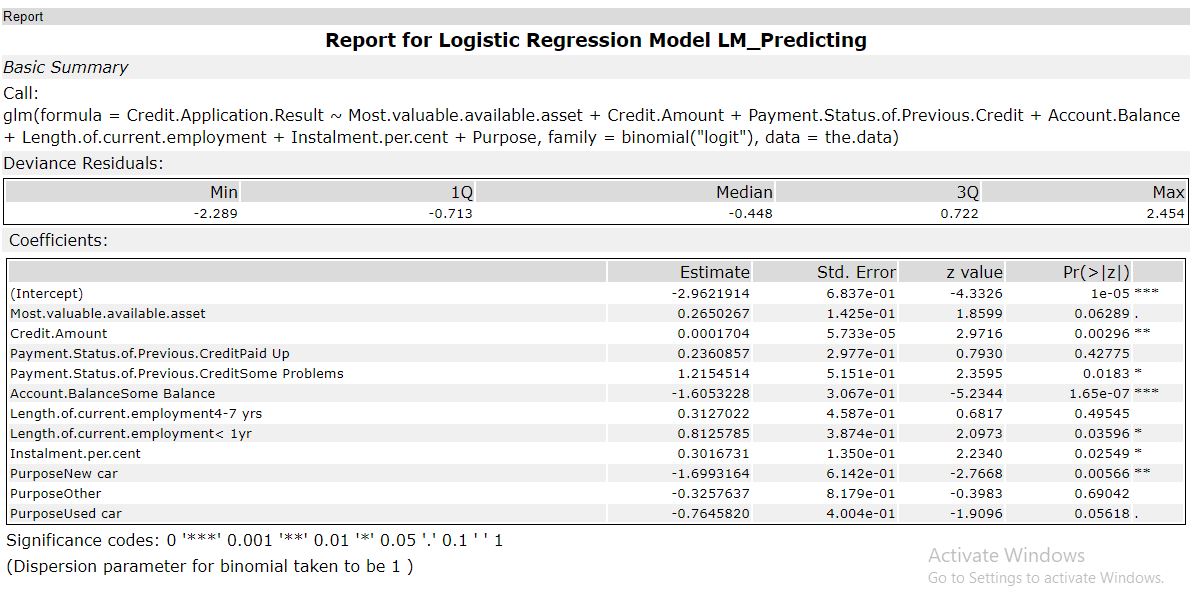 Report
Report for Logistic Regression Model LM_Predicting
Basic Summary
Call:
glm(formula = Credit.Application.Result ~ Most.valuable.available.asset + Credit.Amount + Payment.Status.of.Previous.Credit + Account.Balance
+ Length.of.current.employment + Instalment.per.cent + Purpose, family = binomial("logit"), data = the.data)
Deviance Residuals:
Min 1Q Median 3Q Max
-2.289 -0.713 -0.448 0.722 2.454
Coefficients:
Estimate Std. Error z value Pr(>|z|)
(Intercept) -2.9621914 6.837e-01 -4.3326 1e-05 ***
Most.valuable.available.asset 0.2650267 1.425e-01 1.8599 0.06289 .
Credit.Amount 0.0001704 5.733e-05 2.9716 0.00296 **
Payment.Status.of.Previous.CreditPaid Up 0.2360857 2.977e-01 0.7930 0.42775
Payment.Status.of.Previous.CreditSome Problems 1.2154514 5.151e-01 2.3595 0.0183 *
Account.BalanceSome Balance -1.6053228 3.067e-01 -5.2344 1.65e-07 ***
Length.of.current.employment4-7 yrs 0.3127022 4.587e-01 0.6817 0.49545
Length.of.current.employment< 1yr 0.8125785 3.874e-01 2.0973 0.03596 *
Instalment.per.cent 0.3016731 1.350e-01 2.2340 0.02549 *
PurposeNew car -1.6993164 6.142e-01 -2.7668 0.00566 **
PurposeOther -0.3257637 8.179e-01 -0.3983 0.69042
PurposeUsed car -0.7645820 4.004e-01 -1.9096 0.05618 .
Significance codes: 0 '***' 0.001 '**' 0.01 '*' 0.05 '.' 0.1 ' ' 1
(Dispersion parameter for binomial taken to be 1 )
Activate Windows
Go to Settings to activate Windows.